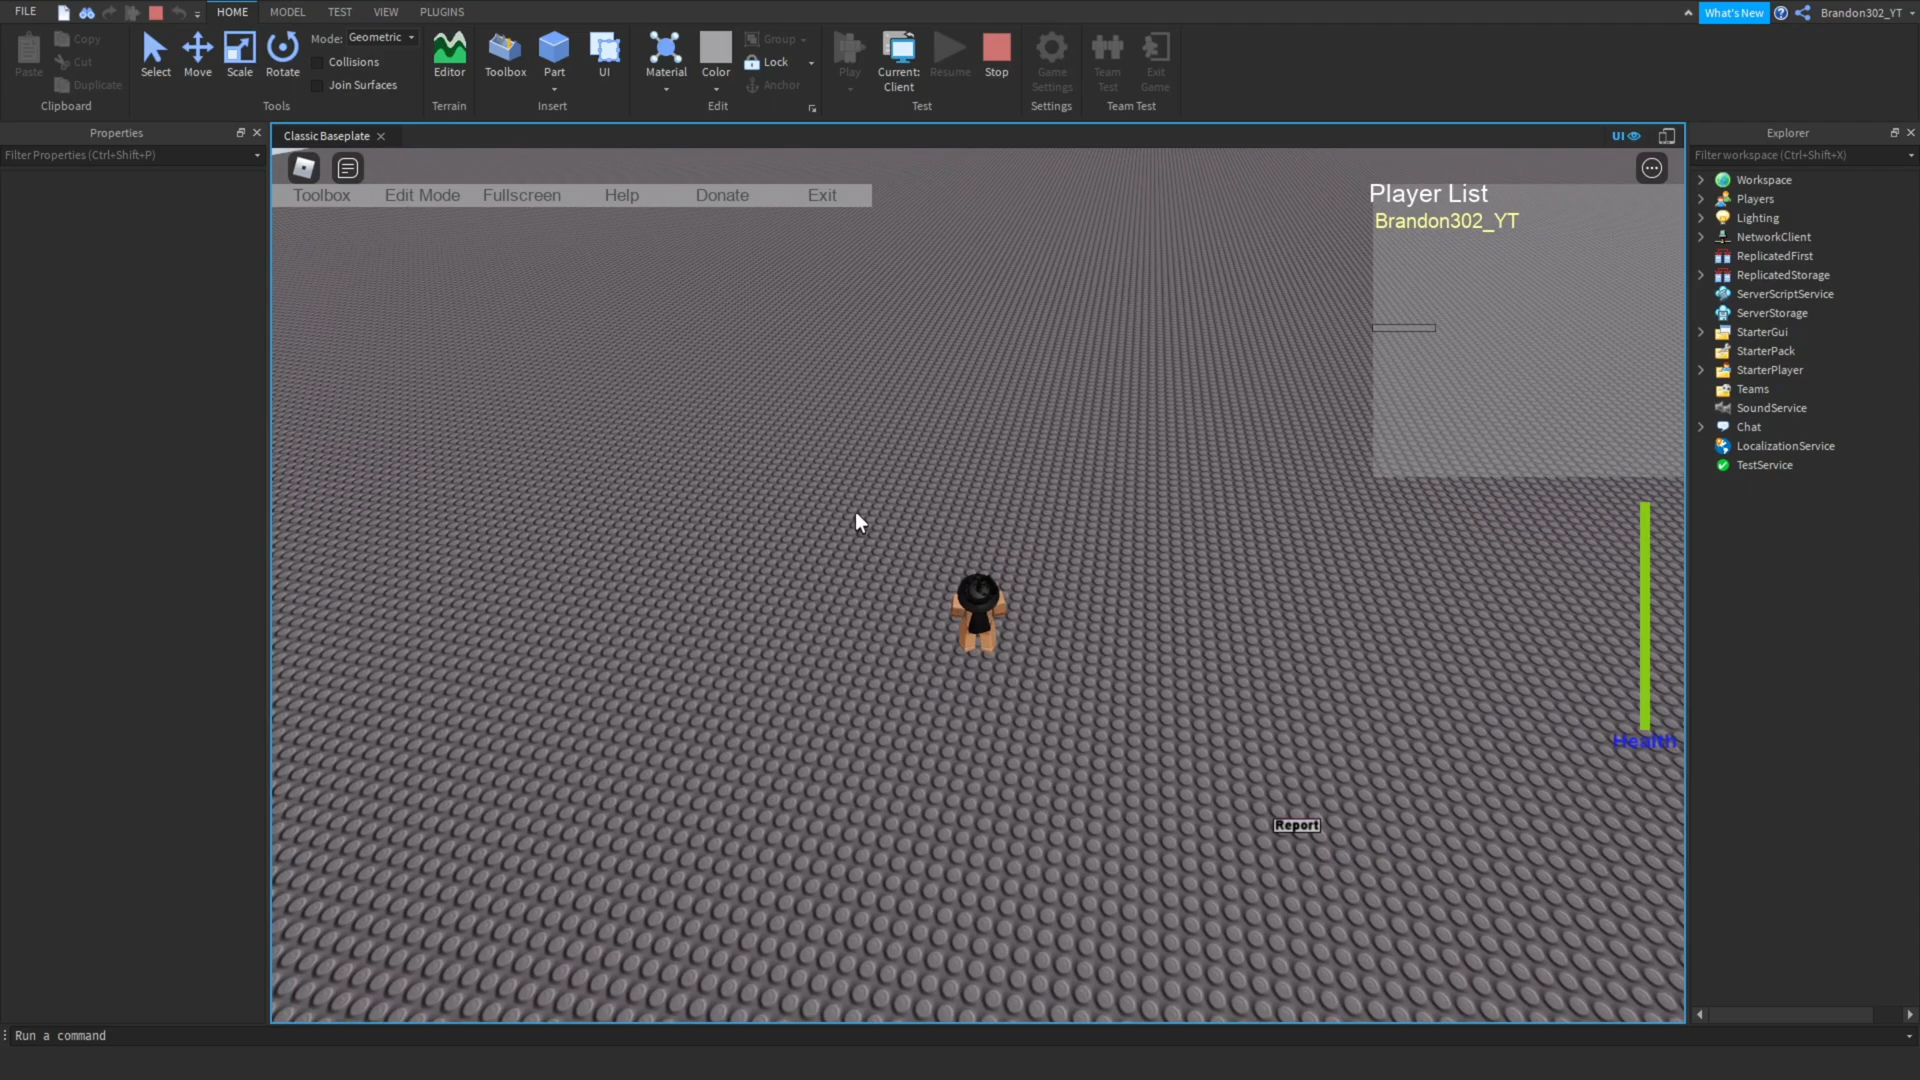 FILE HOME MODEL TEST VIEW PLUGINS What's New Brandon302_YT
Paste Copy Cut Duplicate Clipboard
Select Move Scale Rotate Mode: Geometric Collisions Join Surfaces Tools
Editor Terrain
Toolbox Part UI Insert
Material Color Group Lock Anchor Edit
Play Current: Client Resume Stop Test
Game Settings Settings
Team Test Exit Game Team Test
Properties
Filter Properties (Ctrl+Shift+P)
Classic Baseplate
UI
Toolbox Edit Mode Fullscreen Help Donate Exit
Player List
Brandon302_YT
Health
Report
Explorer
Filter workspace (Ctrl+Shift+X)
Workspace
Players
Lighting
NetworkClient
ReplicatedFirst
ReplicatedStorage
ServerScriptService
ServerStorage
StarterGui
StarterPack
StarterPlayer
Teams
SoundService
Chat
LocalizationService
TestService
Run a command